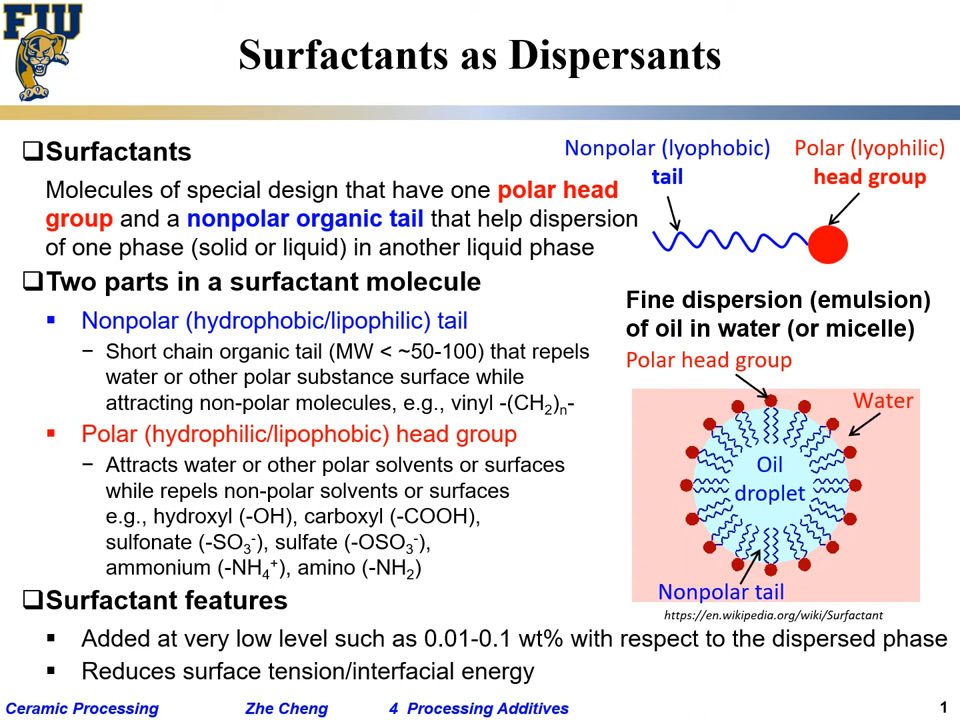 FIU
Surfactants as Dispersants
❑Surfactants
Molecules of special design that have one polar head
group and a nonpolar organic tail that help dispersion
of one phase (solid or liquid) in another liquid phase
Nonpolar (lyophobic)
tail
Polar (lyophilic)
head group
❑Two parts in a surfactant molecule
▪ Nonpolar (hydrophobic/lipophilic) tail
− Short chain organic tail (MW < ~50-100) that repels
water or other polar substance surface while
attracting non-polar molecules, e.g., vinyl -(CH₂)ₙ-
▪ Polar (hydrophilic/lipophobic) head group
− Attracts water or other polar solvents or surfaces
while repels non-polar solvents or surfaces
e.g., hydroxyl (-OH), carboxyl (-COOH),
sulfonate (-SO₃⁻), sulfate (-OSO₃⁻),
ammonium (-NH₄⁺), amino (-NH₂)
Fine dispersion (emulsion)
of oil in water (or micelle)
Polar head group
Water
Oil
droplet
Nonpolar tail
https://en.wikipedia.org/wiki/Surfactant
❑Surfactant features
▪ Added at very low level such as 0.01-0.1 wt% with respect to the dispersed phase
▪ Reduces surface tension/interfacial energy
Ceramic Processing Zhe Cheng 4 Processing Additives 1